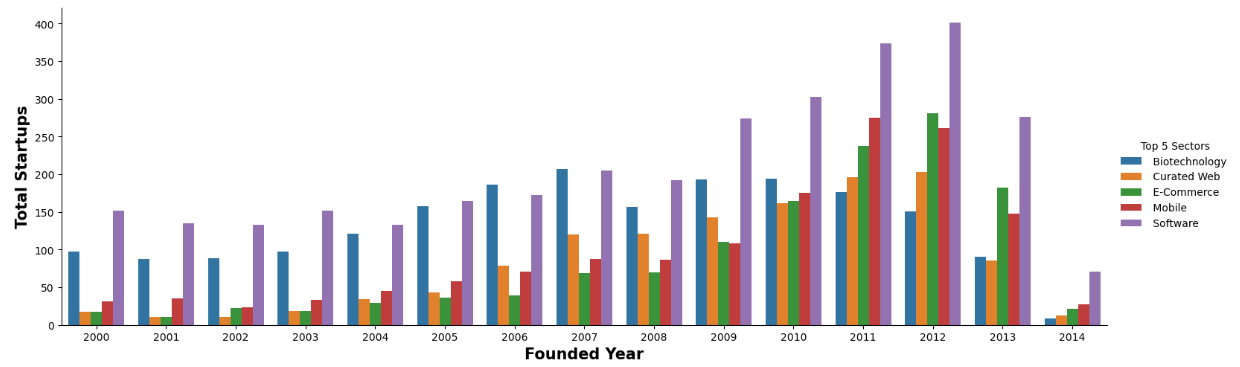 400
350
300
250
200
150
100
50
0
Total Startups
2000 2001 2002 2003 2004 2005 2006 2007 2008 2009 2010 2011 2012 2013 2014
Founded Year
Top 5 Sectors
Biotechnology
Curated Web
E-Commerce
Mobile
Software